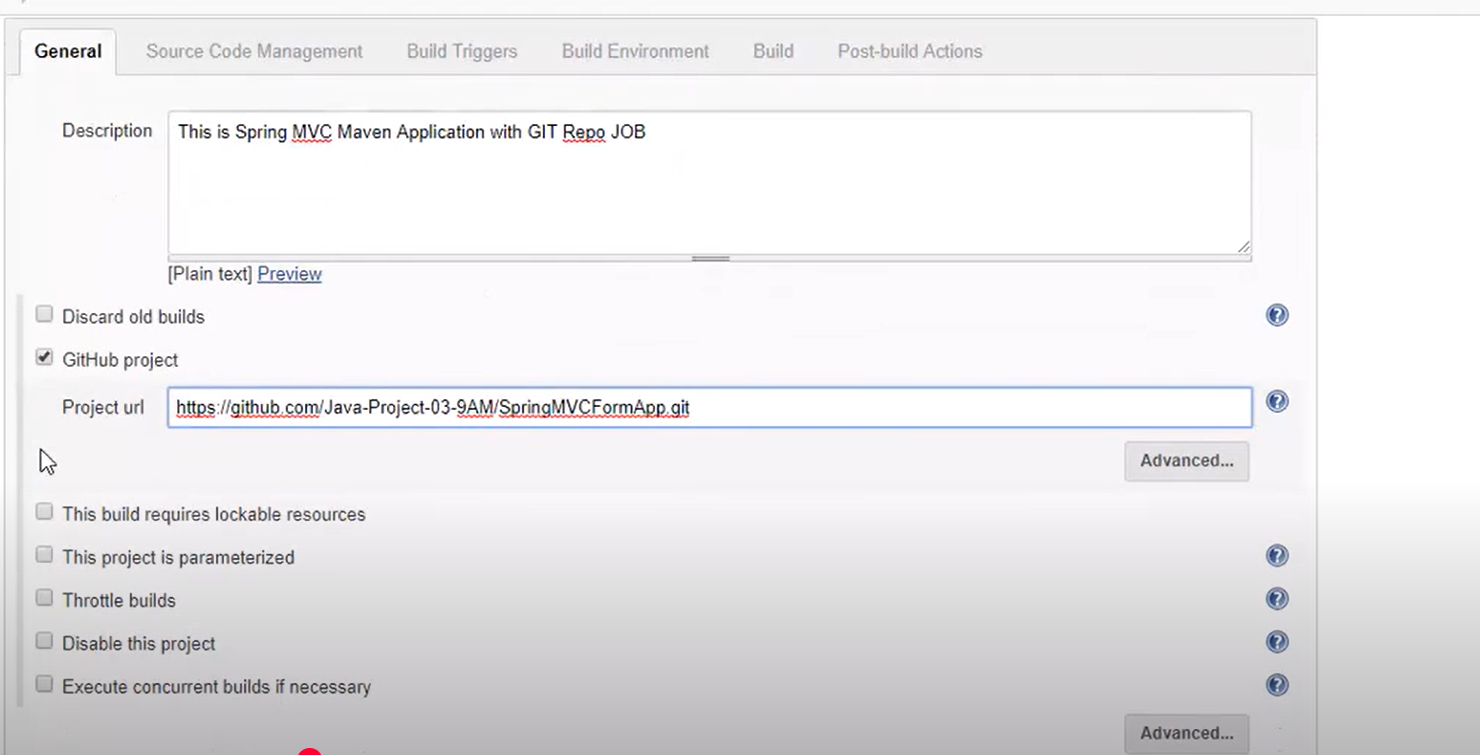 General Source Code Management Build Triggers Build Environment Build Post-build Actions
Description This is Spring MVC Maven Application with GIT Repo JOB
[Plain text] Preview
Discard old builds
GitHub project
Project url https://github.com/Java-Project-03-9AM/SpringMVCFormApp.git
Advanced...
This build requires lockable resources
This project is parameterized
Throttle builds
Disable this project
Execute concurrent builds if necessary
Advanced...